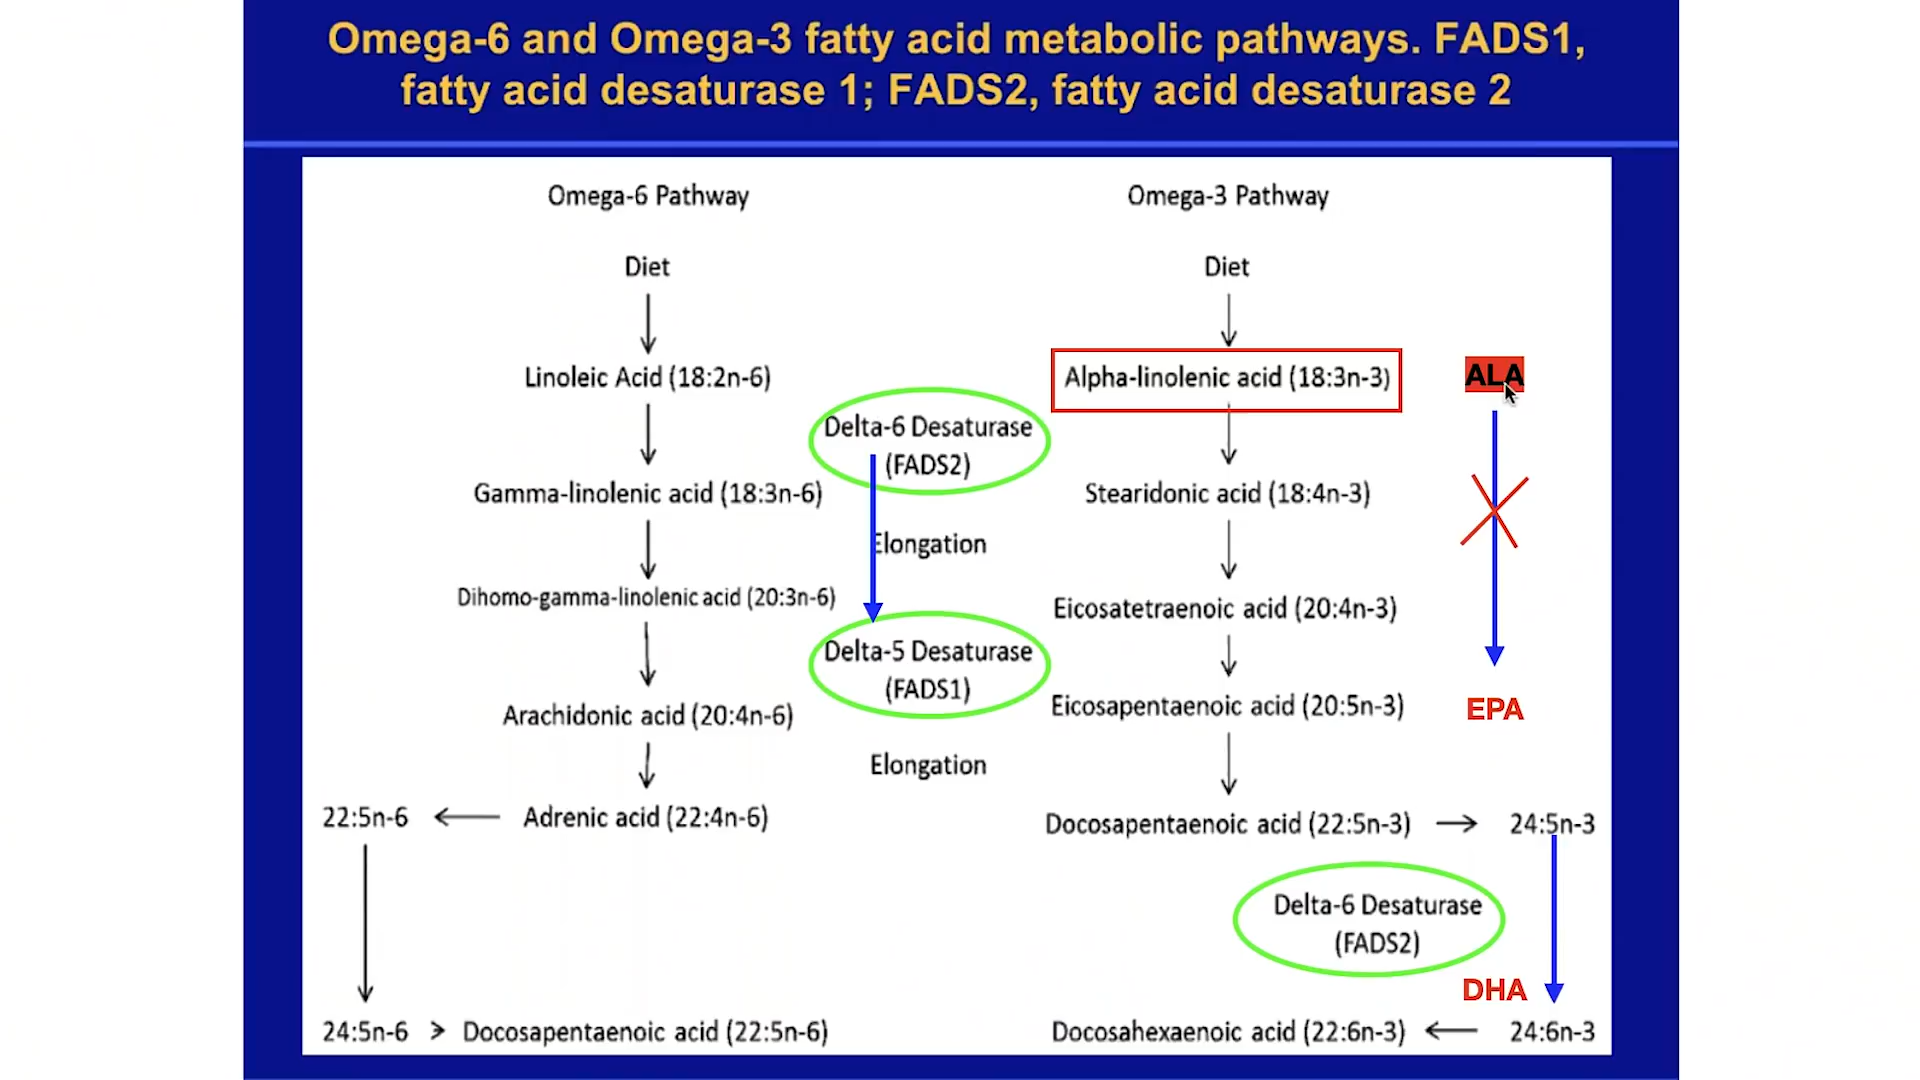 Omega-6 and Omega-3 fatty acid metabolic pathways. FADS1,
fatty acid desaturase 1; FADS2, fatty acid desaturase 2
Omega-6 Pathway
Omega-3 Pathway
Diet
Diet
Linoleic Acid (18:2n-6)
Alpha-linolenic acid (18:3n-3)
ALA
Delta-6 Desaturase
(FADS2)
Gamma-linolenic acid (18:3n-6)
Stearidonic acid (18:4n-3)
Elongation
Dihomo-gamma-linolenic acid (20:3n-6)
Eicosatetraenoic acid (20:4n-3)
Delta-5 Desaturase
(FADS1)
Arachidonic acid (20:4n-6)
Eicosapentaenoic acid (20:5n-3)
EPA
Elongation
22:5n-6
Adrenic acid (22:4n-6)
Docosapentaenoic acid (22:5n-3)
24:5n-3
Delta-6 Desaturase
(FADS2)
DHA
24:5n-6 > Docosapentaenoic acid (22:5n-6)
Docosahexaenoic acid (22:6n-3)
24:6n-3